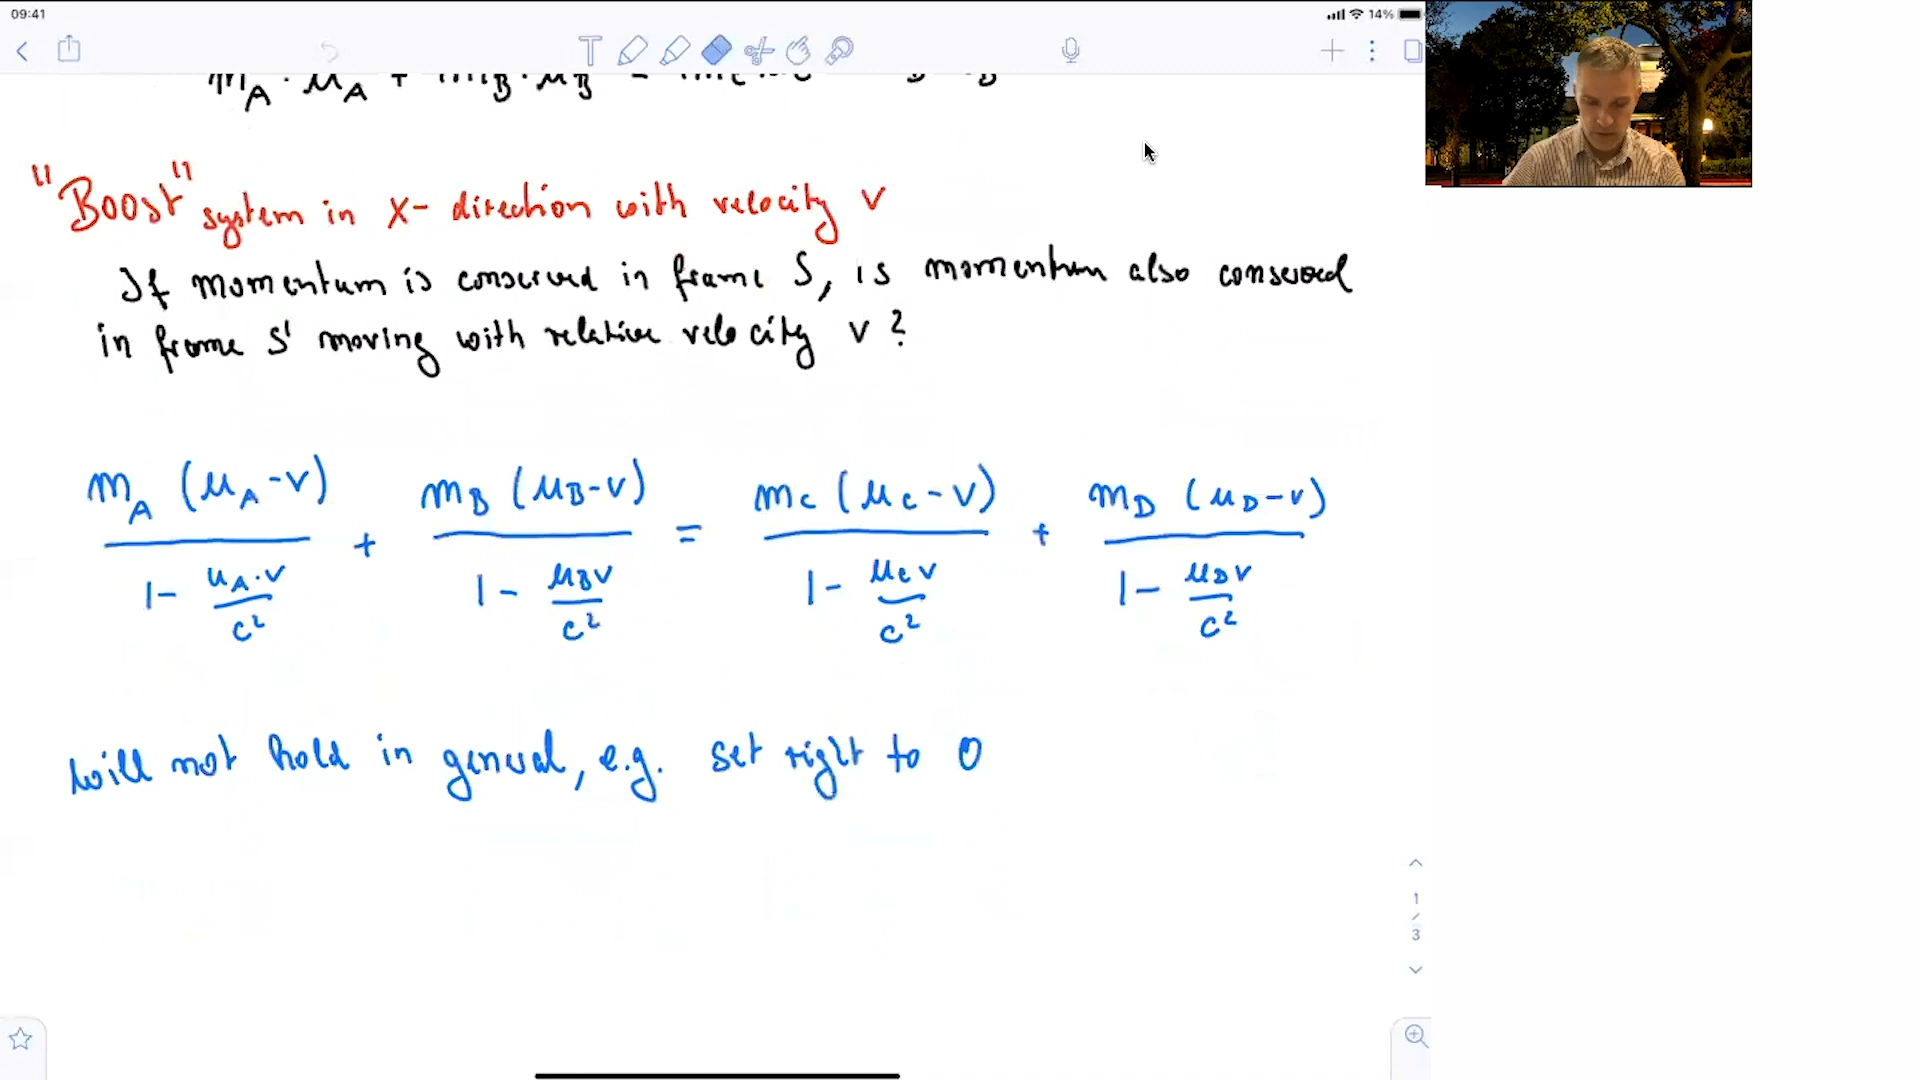 09:41
14%
"Boost" system in x-direction with velocity v
If momentum is conserved in frame S, is momentum also conserved
in frame S' moving with relative velocity v?
m_A (u_A - v) / (1 - u_A·v / c²) + m_B (u_B - v) / (1 - u_B v / c²) = m_C (u_C - v) / (1 - u_C v / c²) + m_D (u_D - v) / (1 - u_D v / c²)
will not hold in general, e.g. set right to 0
1
/
3